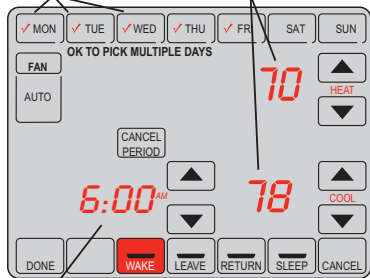 MON TUE WED THU FRI SAT SUN
OK TO PICK MULTIPLE DAYS
FAN
AUTO
70
HEAT
CANCEL
PERIOD
6:00 AM
78
COOL
DONE WAKE LEAVE RETURN SLEEP CANCEL